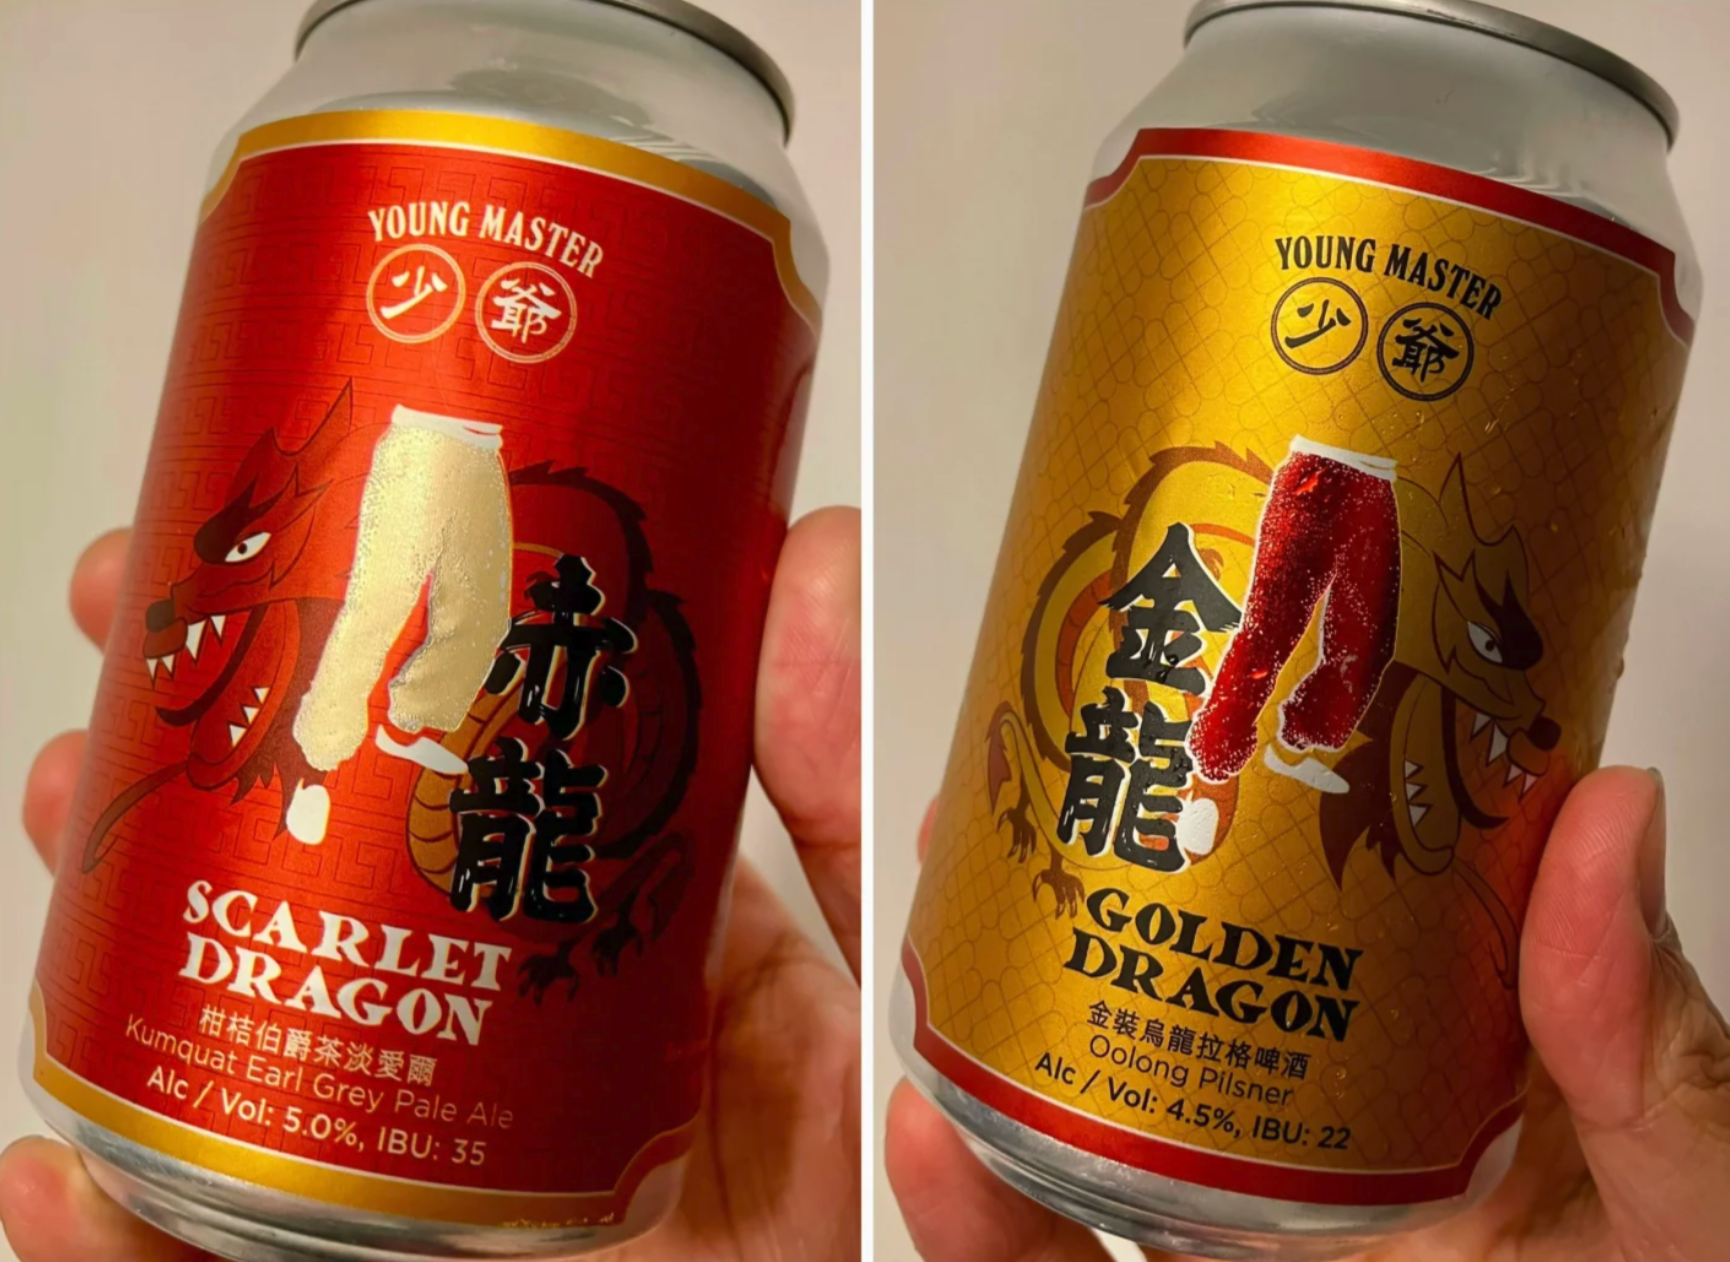 YOUNG MASTER
少爺
赤龍
SCARLET
DRAGON
柑桔伯爵茶淡愛爾
Kumquat Earl Grey Pale Ale
Alc / Vol: 5.0%, IBU: 35
YOUNG MASTER
少爺
金龍
GOLDEN
DRAGON
金裝烏龍拉格啤酒
Oolong Pilsner
Alc / Vol: 4.5%, IBU: 22